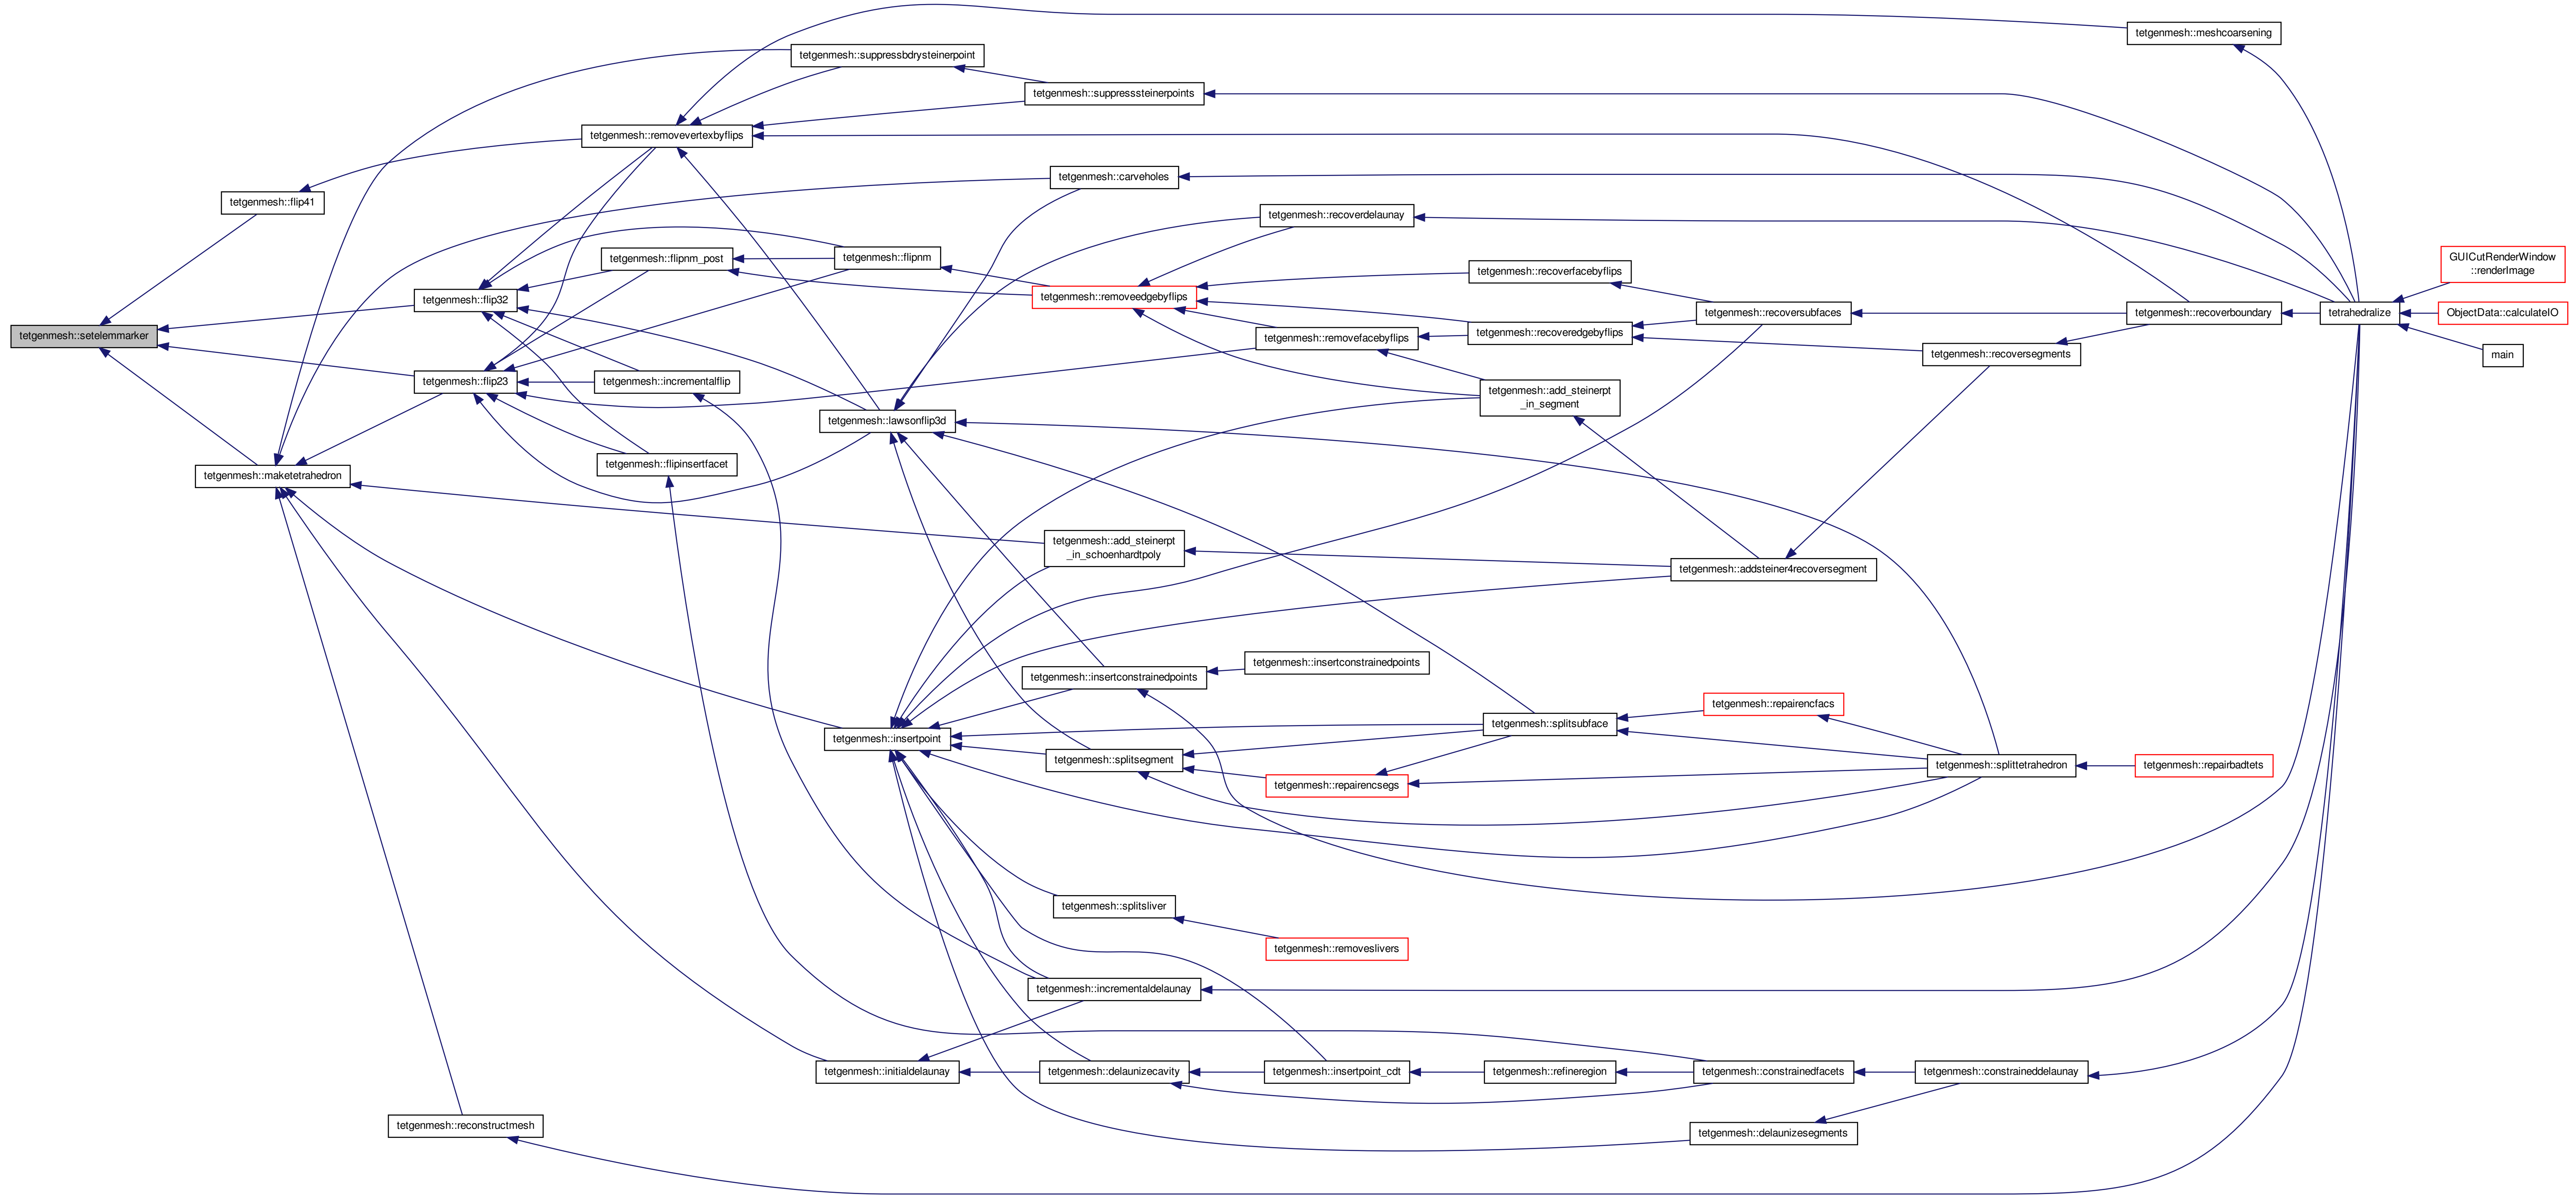 tetgenmesh::meshcoarsening
tetgenmesh::suppressbdrysteinerpoint
tetgenmesh::suppresssteinerpoints
tetgenmesh::removevertexbyflips
tetgenmesh::carveholes
tetgenmesh::flip41
tetgenmesh::recoverdelaunay
tetgenmesh::flipnm_post
tetgenmesh::flipnm
tetgenmesh::recoverfacebyflips
GUICutRenderWindow
::renderImage
tetgenmesh::flip32
tetgenmesh::removeedgebyflips
tetgenmesh::recoversubfaces
tetgenmesh::recoverboundary
tetrahedralize
ObjectData::calculateIO
tetgenmesh::setelemmarker
tetgenmesh::removefacebyflips
tetgenmesh::recoveredgebyflips
tetgenmesh::recoversegments
main
tetgenmesh::flip23
tetgenmesh::incrementalflip
tetgenmesh::add_steinerpt
_in_segment
tetgenmesh::lawsonflip3d
tetgenmesh::flipinsertfacet
tetgenmesh::maketetrahedron
tetgenmesh::add_steinerpt
_in_schoenhardtpoly
tetgenmesh::addsteiner4recoversegment
tetgenmesh::insertconstrainedpoints
tetgenmesh::insertconstrainedpoints
tetgenmesh::repairencfacs
tetgenmesh::splitsubface
tetgenmesh::insertpoint
tetgenmesh::splitsegment
tetgenmesh::splittetrahedron
tetgenmesh::repairbadtets
tetgenmesh::repairencsegs
tetgenmesh::splitsliver
tetgenmesh::removeslivers
tetgenmesh::incrementaldelaunay
tetgenmesh::initialdelaunay
tetgenmesh::delaunizecavity
tetgenmesh::insertpoint_cdt
tetgenmesh::refineregion
tetgenmesh::constrainedfacets
tetgenmesh::constraineddelaunay
tetgenmesh::reconstructmesh
tetgenmesh::delaunizesegments